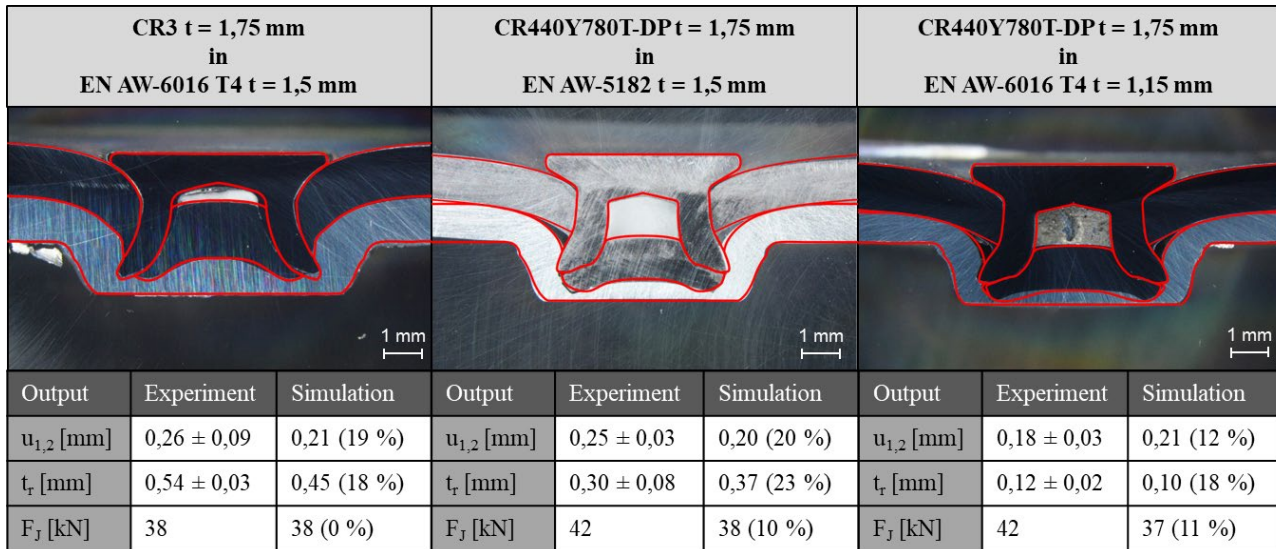 CR3 t = 1,75 mm
in
EN AW-6016 T4 t = 1,5 mm
CR440Y780T-DP t = 1,75 mm
in
EN AW-5182 t = 1,5 mm
CR440Y780T-DP t = 1,75 mm
in
EN AW-6016 T4 t = 1,15 mm
1 mm
1 mm
1 mm
Output Experiment Simulation
u1,2 [mm] 0,26 ± 0,09 0,21 (19 %)
tr [mm] 0,54 ± 0,03 0,45 (18 %)
FJ [kN] 38 38 (0 %)
Output Experiment Simulation
u1,2 [mm] 0,25 ± 0,03 0,20 (20 %)
tr [mm] 0,30 ± 0,08 0,37 (23 %)
FJ [kN] 42 38 (10 %)
Output Experiment Simulation
u1,2 [mm] 0,18 ± 0,03 0,21 (12 %)
tr [mm] 0,12 ± 0,02 0,10 (18 %)
FJ [kN] 42 37 (11 %)